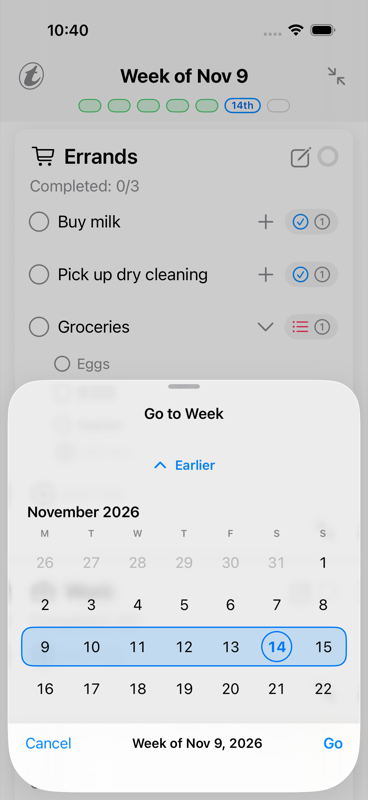 10:40
Week of Nov 9
14th
Errands
Completed: 0/3
Buy milk
1
Pick up dry cleaning
1
Groceries
1
Eggs
Go to Week
Earlier
November 2026
M T W T F S S
26 27 28 29 30 31 1
2 3 4 5 6 7 8
9 10 11 12 13 14 15
16 17 18 19 20 21 22
Cancel Week of Nov 9, 2026 Go